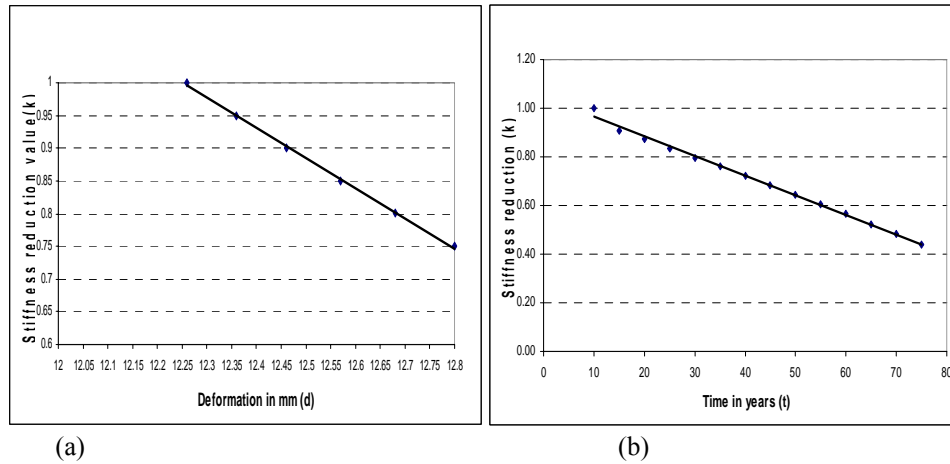 Stiffness reduction value(k)
1
0.95
0.9
0.85
0.8
0.75
0.7
0.65
0.6
12 12.05 12.1 12.15 12.2 12.25 12.3 12.35 12.4 12.45 12.5 12.55 12.6 12.65 12.7 12.75 12.8
Deformation in mm (d)
(a)
Stiffness reduction (k)
1.20
1.00
0.80
0.60
0.40
0.20
0.00
0 10 20 30 40 50 60 70 80
Time in years (t)
(b)